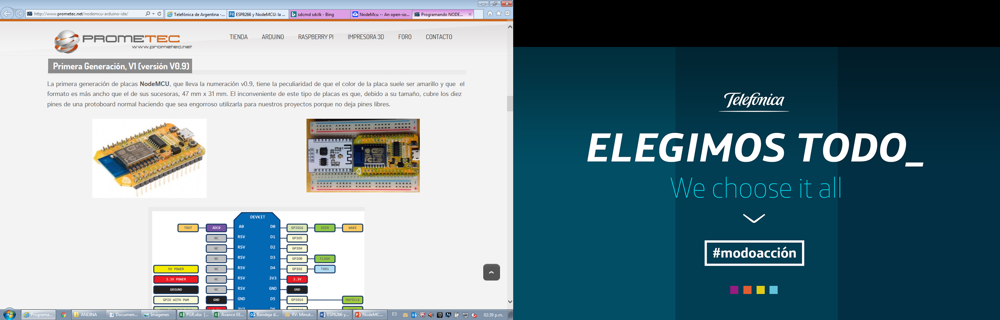 http://www.prometec.net/nodemcu-arduino-ide/
Telefónica de Argentina -...
ESP8266 y NodeMCU: la ...
sdcmd sdclk - Bing
NodeMcu -- An open-so...
Programando NODE...
PROMETEC
www.prometec.net
TIENDA
ARDUINO
RASPBERRY PI
IMPRESORA 3D
FORO
CONTACTO
Primera Generación, V1 (versión V0.9)
La primera generación de placas NodeMCU, que lleva la numeración v0.9, tiene la peculiaridad de que el color de la placa suele ser amarillo y que el
formato es más ancho que el de sus sucesoras, 47 mm x 31 mm. El inconveniente de este tipo de placas es que, debido a su tamaño, cubre los diez
pines de una protoboard normal haciendo que sea engorroso utilizarla para nuestros proyectos porque no deja pines libres.
DEVKIT
TOUT ADC0 A0 D0 GPIO16 USER WAKE
NC RSV D1 GPIO5
NC RSV D2 GPIO4
NC RSV D3 GPIO0 FLASH
5V POWER NC RSV D4 GPIO2 TXD1
3.3V POWER NC RSV 3V3 3.3V
GROUND NC RSV GND GND
GPIO WITH PWM GND GND D5 GPIO14 HSPICLK
3V3 D6
Programa...
ANDINA
Documen...
Imágenes
PGR.xlsx [...
Avance EE...
Bandeja d...
RV: Minut...
ESP8266 y...
NodeMC...
ES
02:39 p.m.
Telefónica
ELEGIMOS TODO_
We choose it all
#modoacción